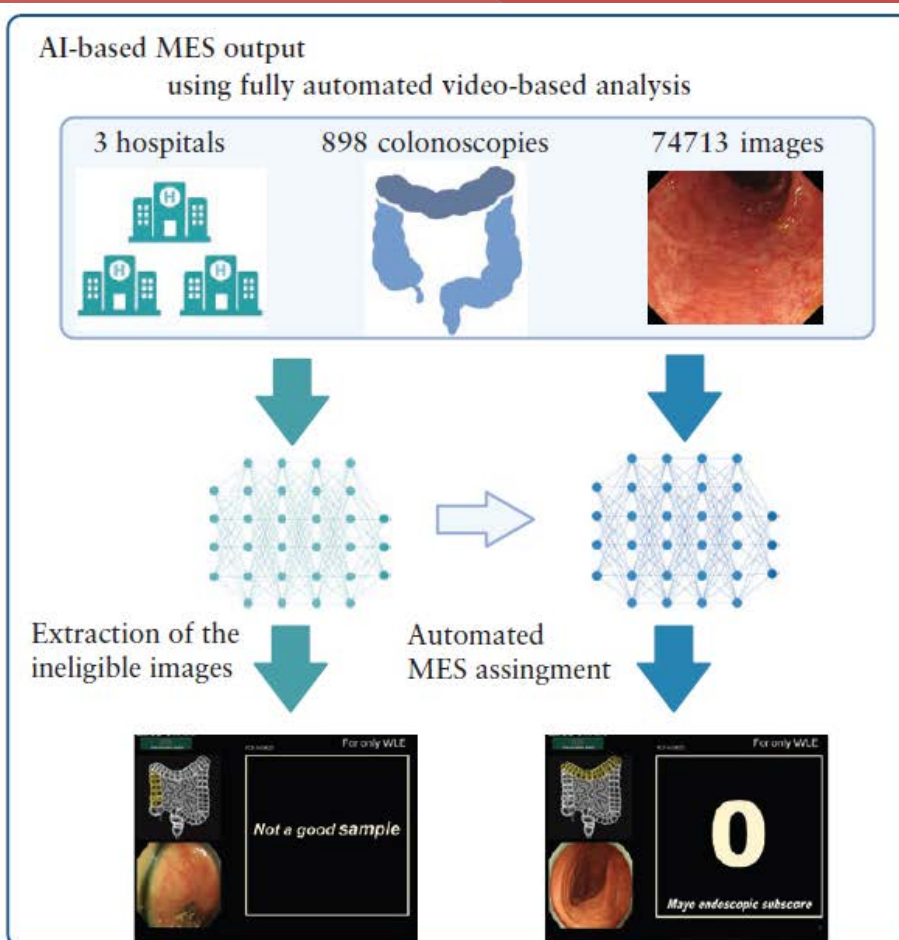 AI-based MES output
using fully automated video-based analysis
3 hospitals
898 colonoscopies
74713 images
H
H
H
Extraction of the
ineligible images
Automated
MES assingment
For only WLE
Not a good sample
For only WLE
0
Mayo endoscopic subscore